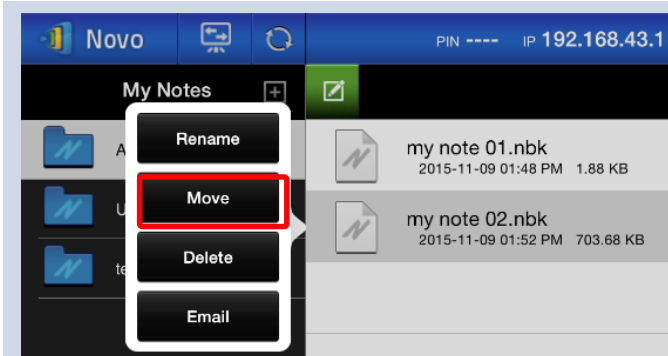 Novo
PIN ---- IP 192.168.43.1
My Notes
A
Rename
my note 01.nbk
2015-11-09 01:48 PM 1.88 KB
U
Move
my note 02.nbk
2015-11-09 01:52 PM 703.68 KB
te
Delete
Email